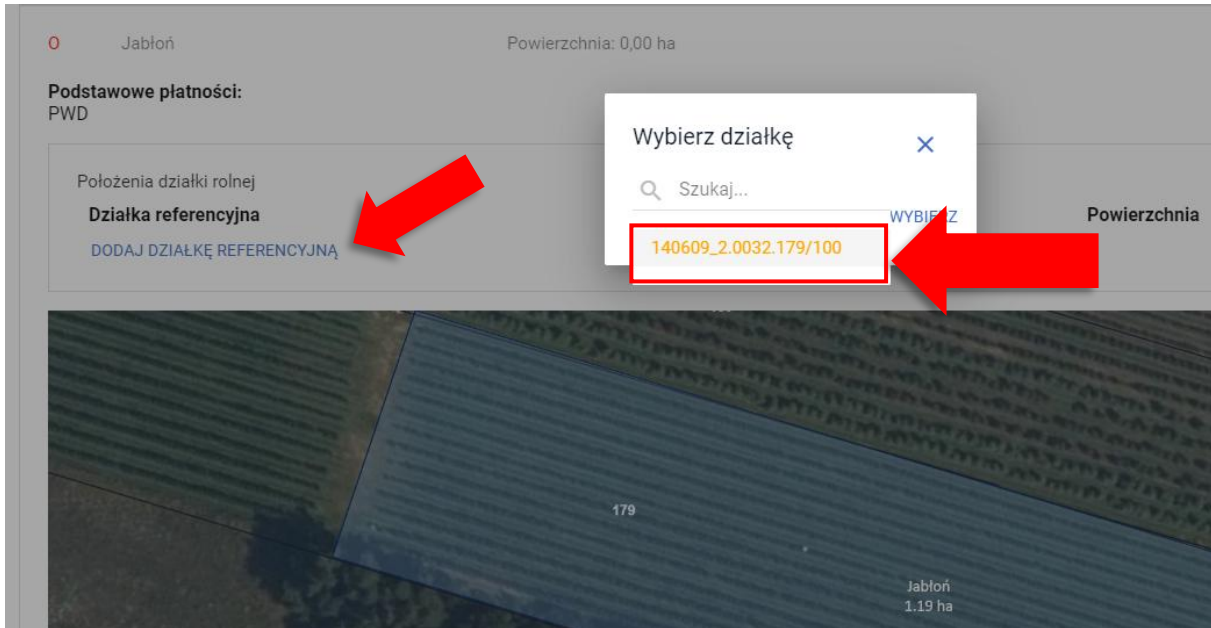 O Jabłoń Powierzchnia: 0,00 ha
Podstawowe płatności:
PWD
Wybierz działkę
Położenia działki rolnej
Szukaj...
Działka referencyjna
WYBIERZ
Powierzchnia
DODAJ DZIAŁKĘ REFERENCYJNĄ
140609_2.0032.179/100
179
Jabłoń
1.19 ha